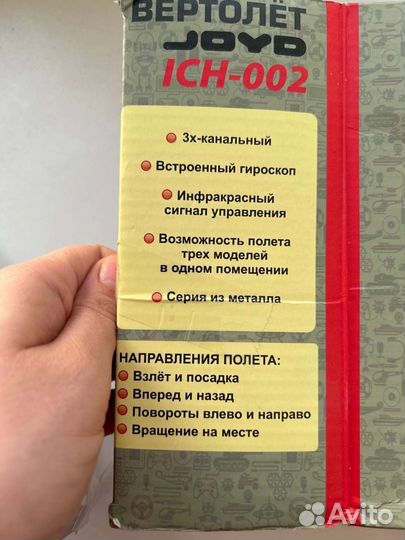 ВЕРТОЛЁТ
JOYD
ICH-002
3х-канальный
Встроенный гироскоп
Инфракрасный
сигнал управления
Возможность полета
трех моделей
в одном помещении
Серия из металла
НАПРАВЛЕНИЯ ПОЛЕТА:
Взлёт и посадка
Вперед и назад
Повороты влево и направо
Вращение на месте
Avito